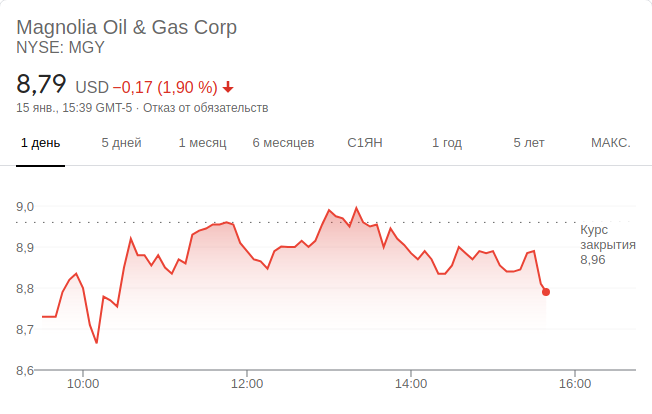 Magnolia Oil & Gas Corp
NYSE: MGY
8,79 USD −0,17 (1,90 %)
15 янв., 15:39 GMT-5 · Отказ от обязательств
1 день 5 дней 1 месяц 6 месяцев С1ЯН 1 год 5 лет МАКС.
9,0
Курс
закрытия
8,96
8,9
8,8
8,7
8,6
10:00 12:00 14:00 16:00